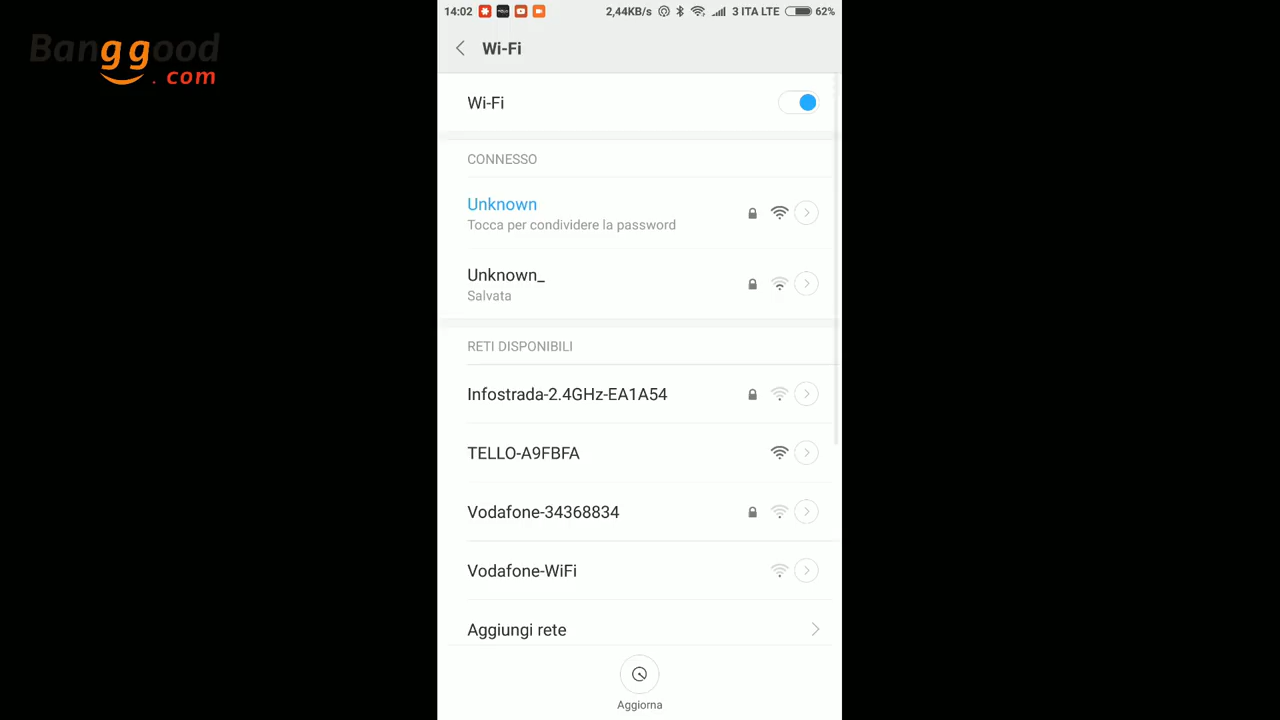 Banggood
.com
14:02 2,44KB/s 3 ITA LTE 62%
Wi-Fi
Wi-Fi
CONNESSO
Unknown
Tocca per condividere la password
Unknown_
Salvata
RETI DISPONIBILI
Infostrada-2.4GHz-EA1A54
TELLO-A9FBFA
Vodafone-34368834
Vodafone-WiFi
Aggiungi rete
Aggiorna